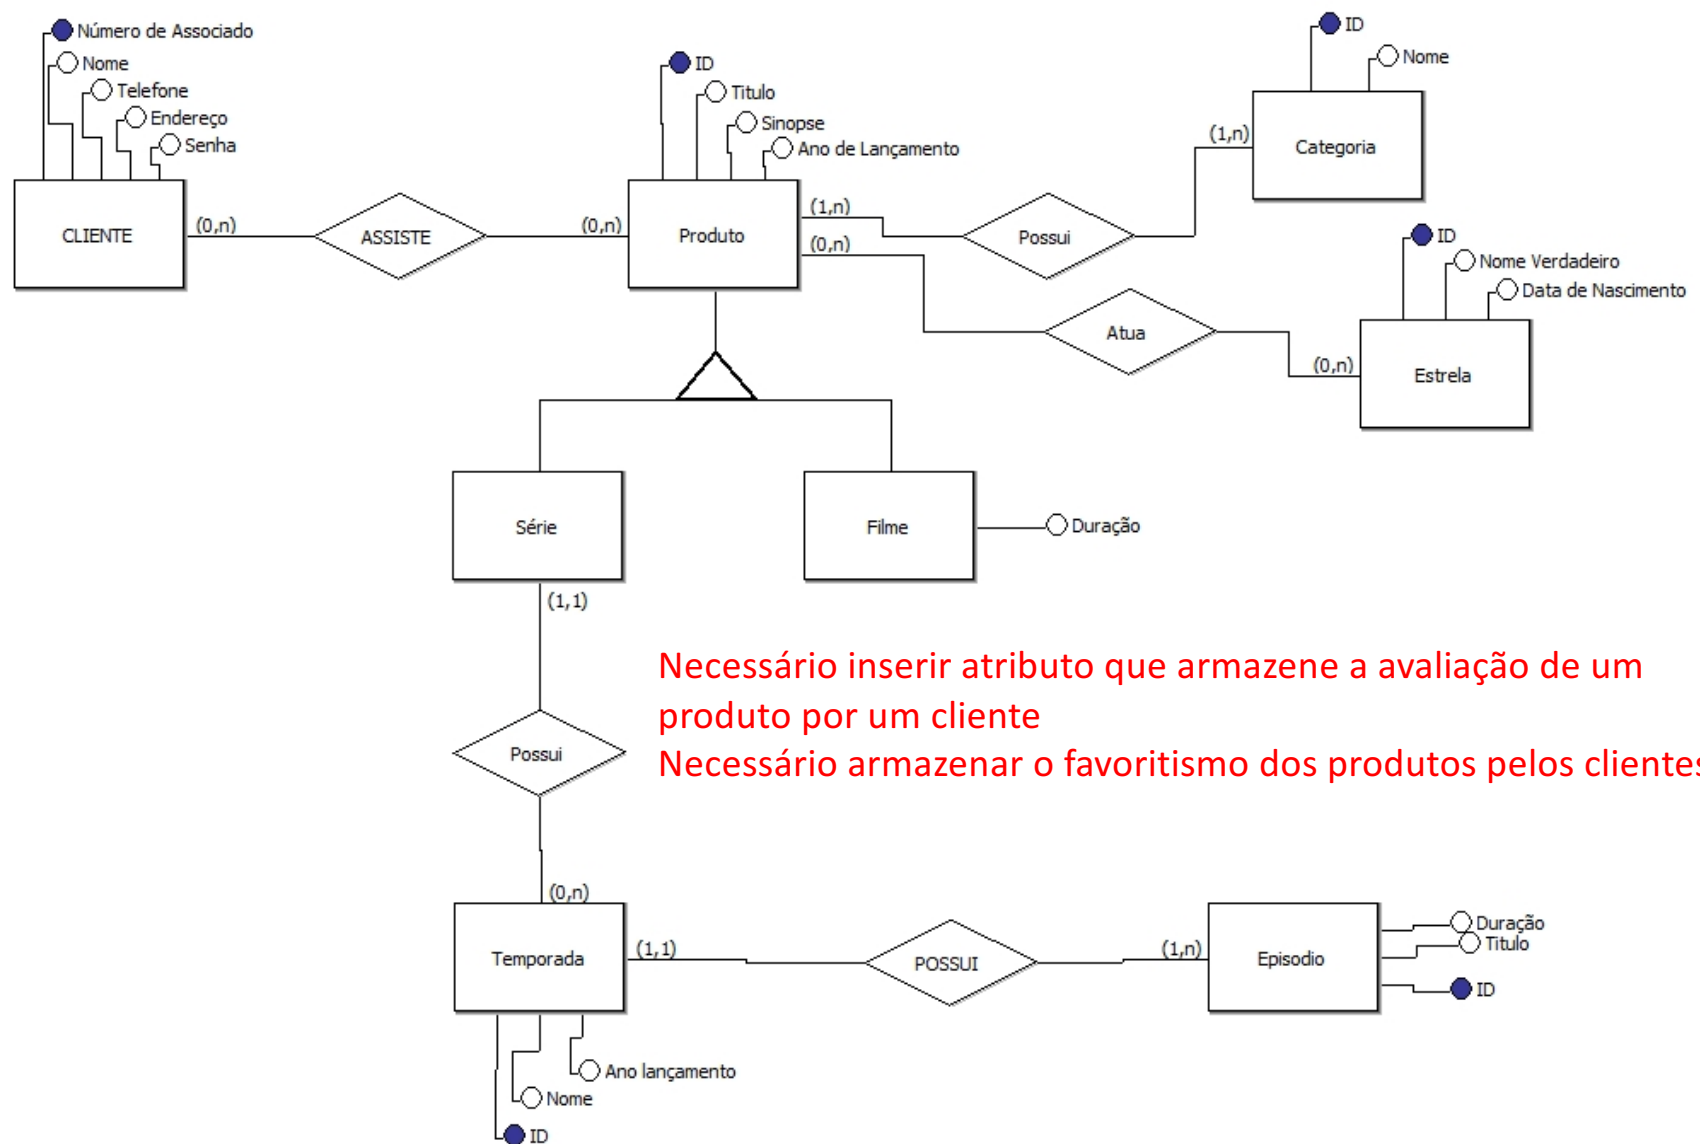 Número de Associado
Nome
Telefone
Endereço
Senha
CLIENTE
(0,n)
ASSISTE
(0,n)
ID
Titulo
Sinopse
Ano de Lançamento
Produto
(1,n)
(0,n)
Possui
(1,n)
ID
Nome
Categoria
Atua
(0,n)
ID
Nome Verdadeiro
Data de Nascimento
Estrela
Série
Filme
Duração
(1,1)
Necessário inserir atributo que armazene a avaliação de um
produto por um cliente
Necessário armazenar o favoritismo dos produtos pelos clientes
Possui
(0,n)
Temporada
(1,1)
POSSUI
(1,n)
Episodio
Duração
Titulo
ID
Ano lançamento
Nome
ID